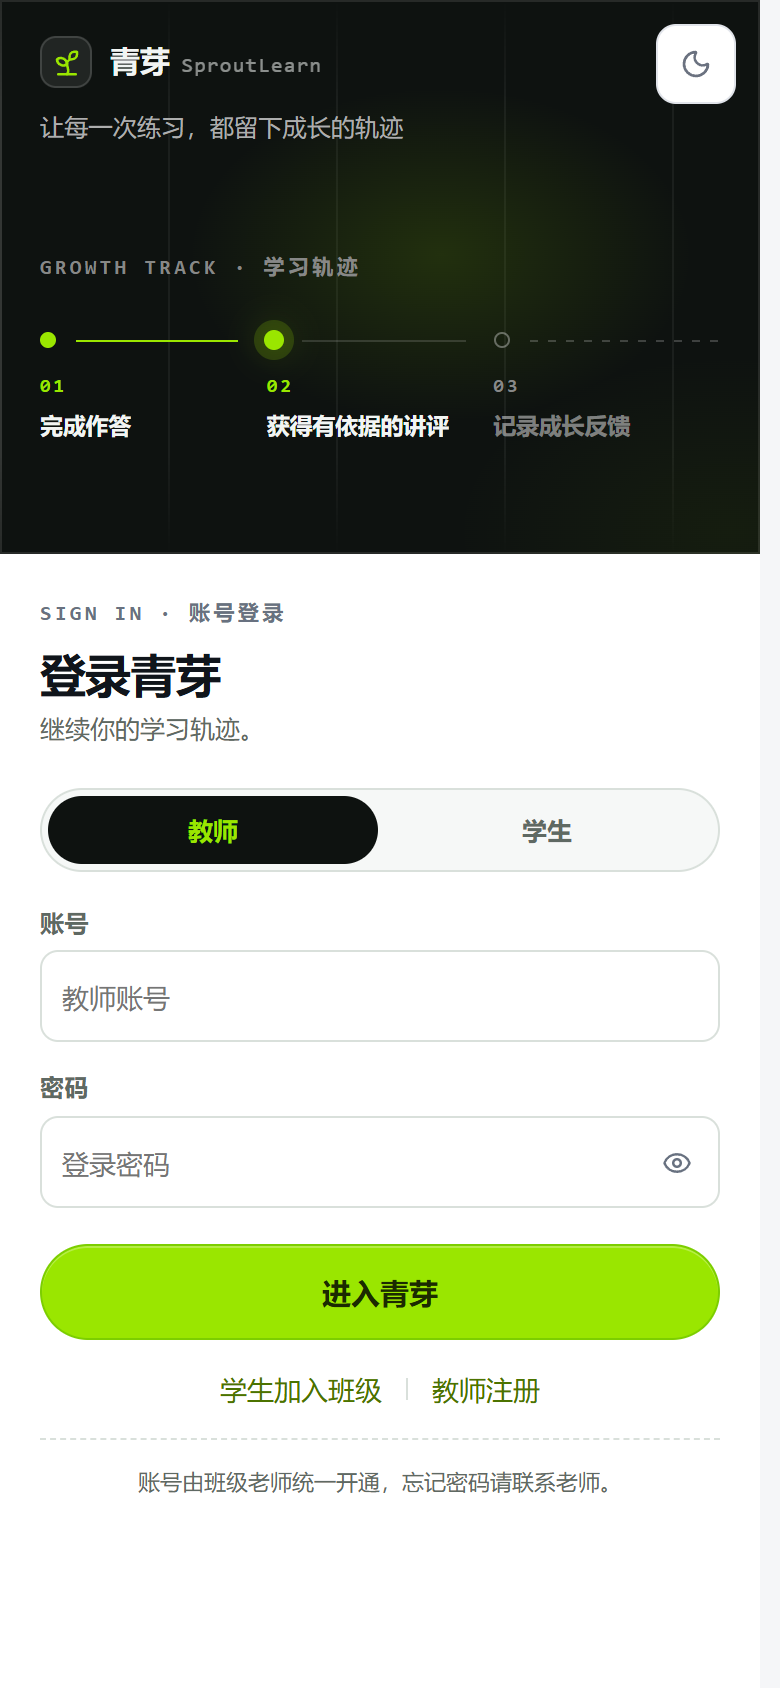 青芽 SproutLearn
让每一次练习，都留下成长的轨迹
GROWTH TRACK · 学习轨迹
01
完成作答
02
获得有依据的讲评
03
记录成长反馈
SIGN IN · 账号登录
登录青芽
继续你的学习轨迹。
教师
学生
账号
教师账号
密码
登录密码
进入青芽
学生加入班级
教师注册
账号由班级老师统一开通，忘记密码请联系老师。